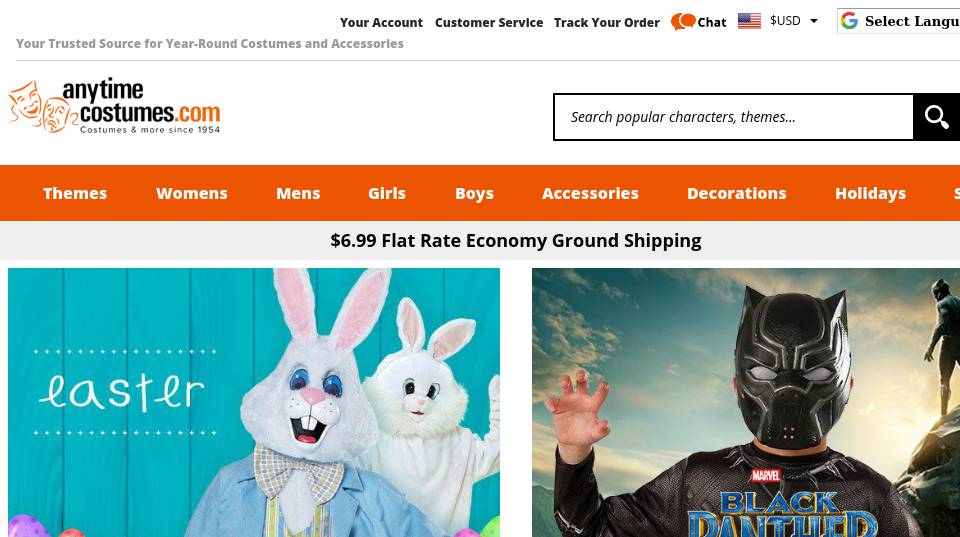 Your Account Customer Service Track Your Order Chat $USD Select Langu
Your Trusted Source for Year-Round Costumes and Accessories
anytime
costumes.com
Costumes & more since 1954
Search popular characters, themes...
Themes Womens Mens Girls Boys Accessories Decorations Holidays S
$6.99 Flat Rate Economy Ground Shipping
easter
MARVEL
BLACK
PANTHER